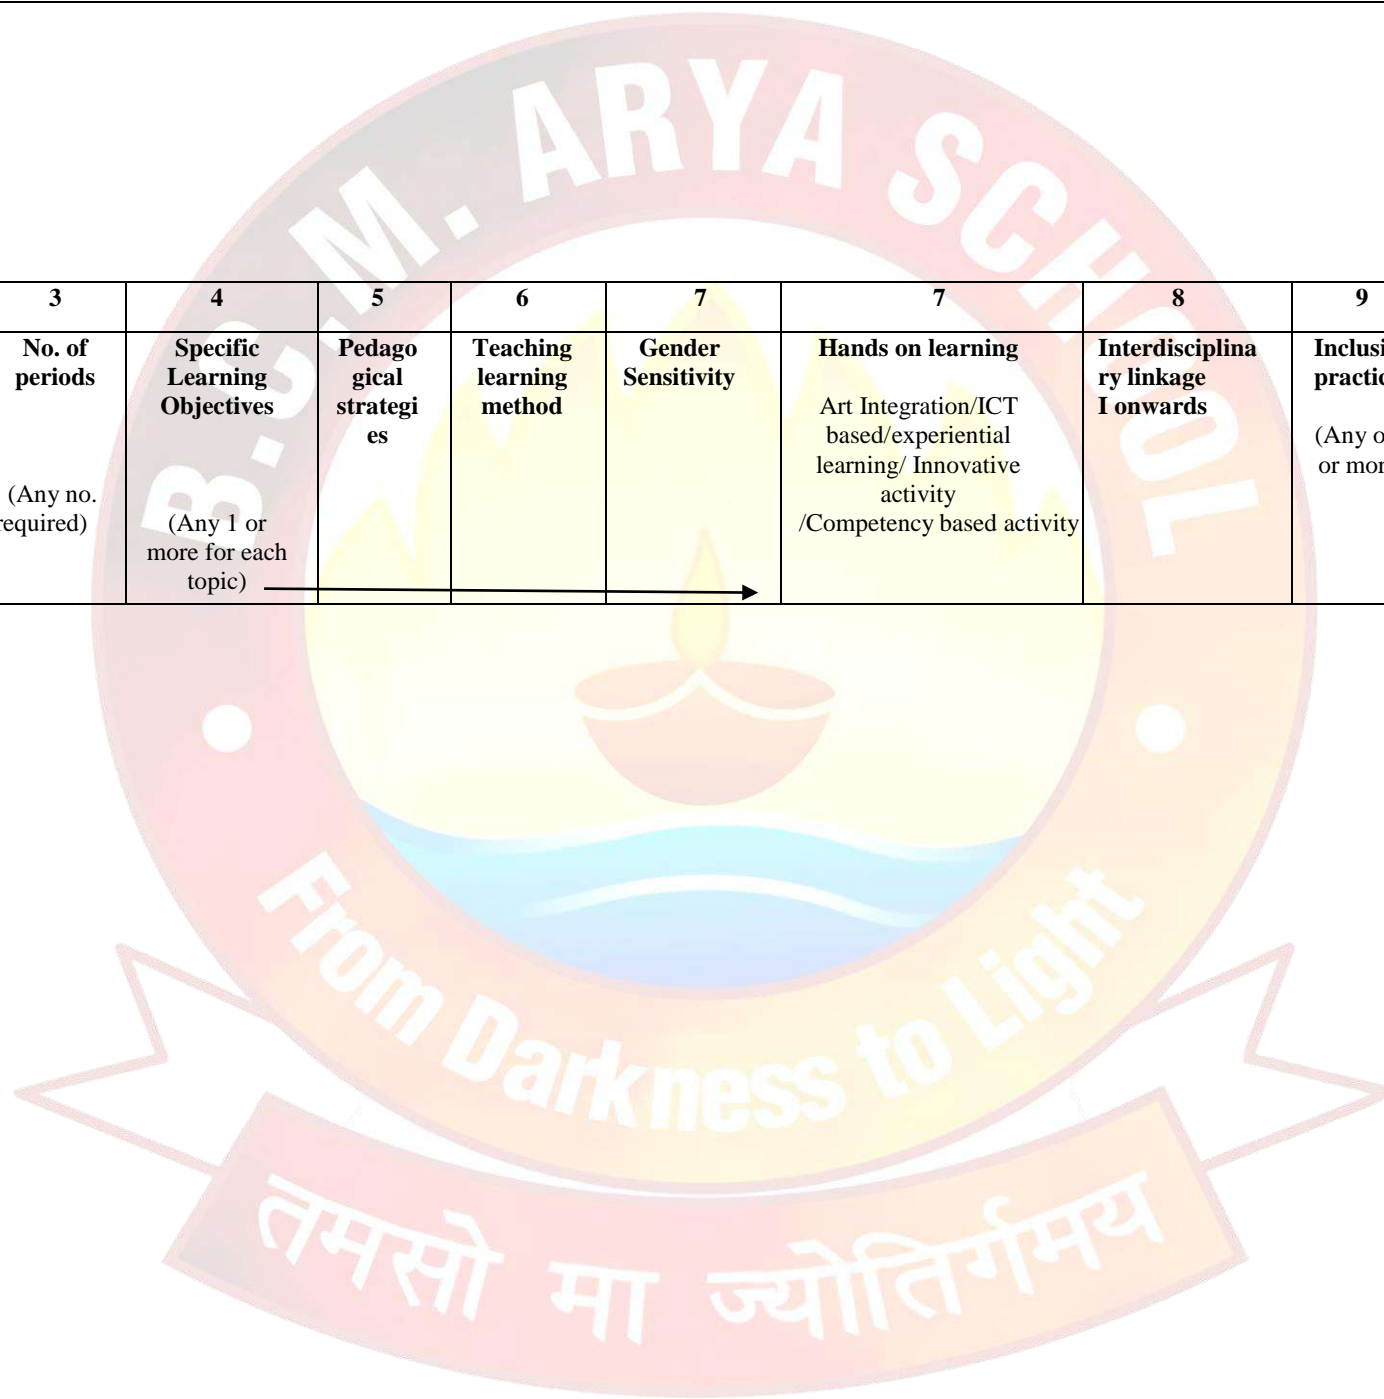 B.C.M. ARYA SCHOOL
3 4 5 6 7 7 8 9
No. of periods
(Any no. required)
Specific
Learning
Objectives
(Any 1 or
more for each
topic)
Pedago
gical
strategi
es
Teaching
learning
method
Gender
Sensitivity
Hands on learning
Art Integration/ICT
based/experiential
learning/ Innovative
activity
/Competency based activity
Interdisciplina
ry linkage
I onwards
From Darkness to Light
तमसो मा ज्योतिर्गमय